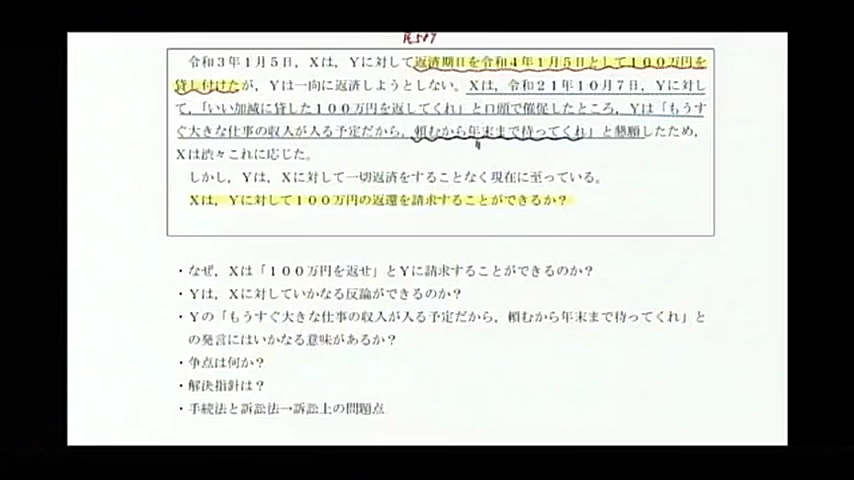 民587
令和３年１月５日，Ｘは，Ｙに対して返済期日を令和４年１月５日として１００万円を
貸し付けたが，Ｙは一向に返済しようとしない。Ｘは，令和２１年１０月７日，Ｙに対し
て，「いい加減に貸した１００万円を返してくれ」と口頭で催促したところ，Ｙは「もうす
ぐ大きな仕事の収入が入る予定だから，頼むから年末まで待ってくれ」と懇願したため，
Ｘは渋々これに応じた。
しかし，Ｙは，Ｘに対して一切返済をすることなく現在に至っている。
Ｘは，Ｙに対して１００万円の返還を請求することができるか？
・なぜ，Ｘは「１００万円を返せ」とＹに請求することができるのか？
・Ｙは，Ｘに対していかなる反論ができるのか？
・Ｙの「もうすぐ大きな仕事の収入が入る予定だから，頼むから年末まで待ってくれ」と
の発言にはいかなる意味があるか？
・争点は何か？
・解決指針は？
・手続法と訴訟法→訴訟上の問題点